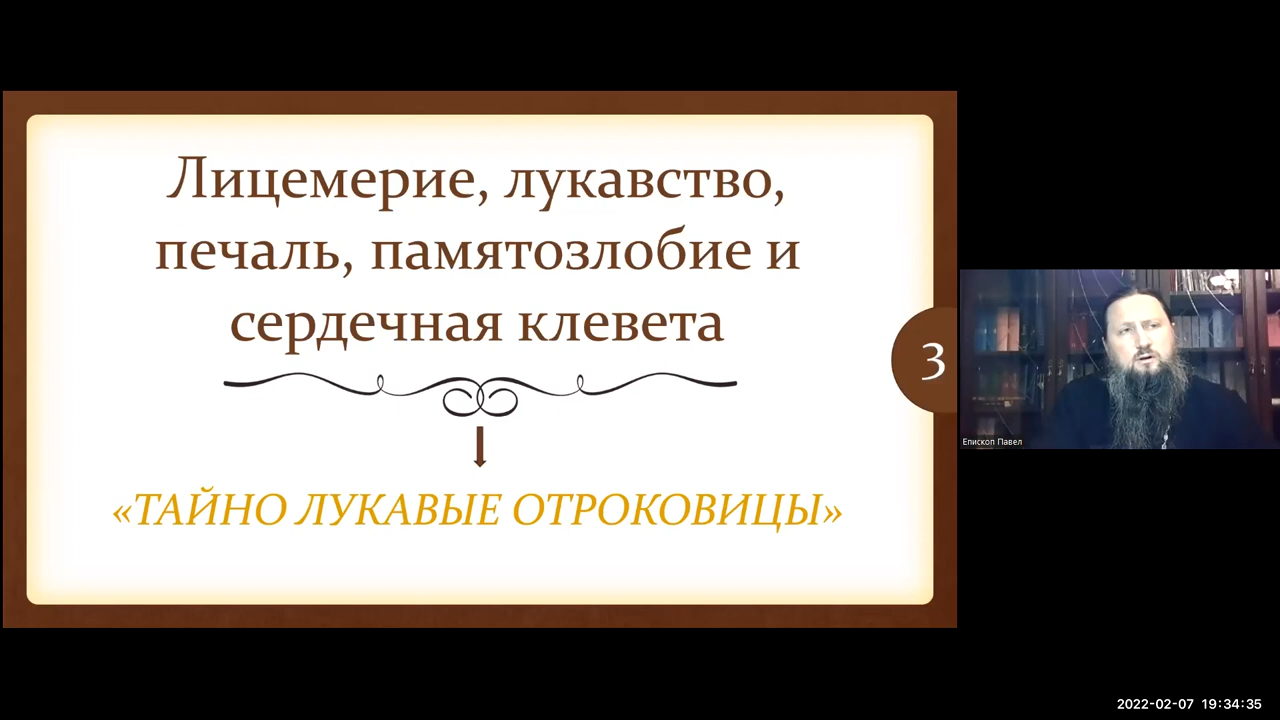 Лицемерие, лукавство,
печаль, памятозлобие и
сердечная клевета
3
«ТАЙНО ЛУКАВЫЕ ОТРОКОВИЦЫ»
Епископ Павел
2022-02-07 19:34:35